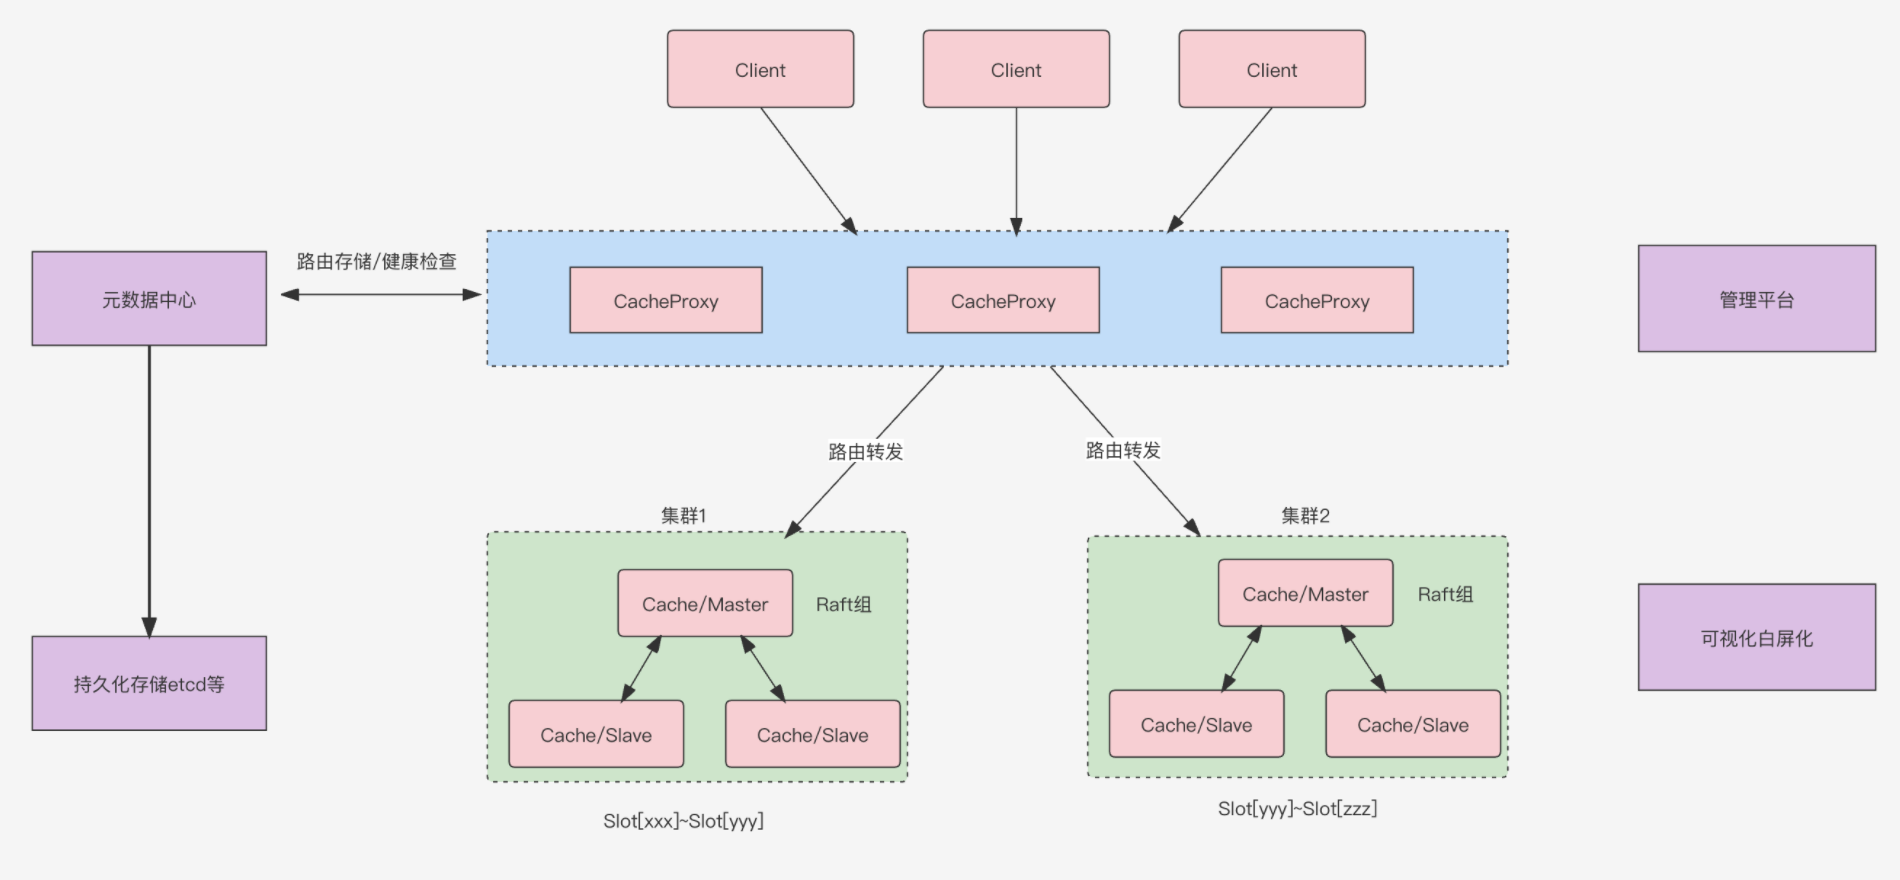 Client
Client
Client
路由存储/健康检查
元数据中心
CacheProxy
CacheProxy
CacheProxy
管理平台
路由转发
路由转发
集群1
集群2
Cache/Master
Raft组
Cache/Master
Raft组
持久化存储etcd等
Cache/Slave
Cache/Slave
Cache/Slave
Cache/Slave
可视化白屏化
Slot[xxx]~Slot[yyy]
Slot[yyy]~Slot[zzz]